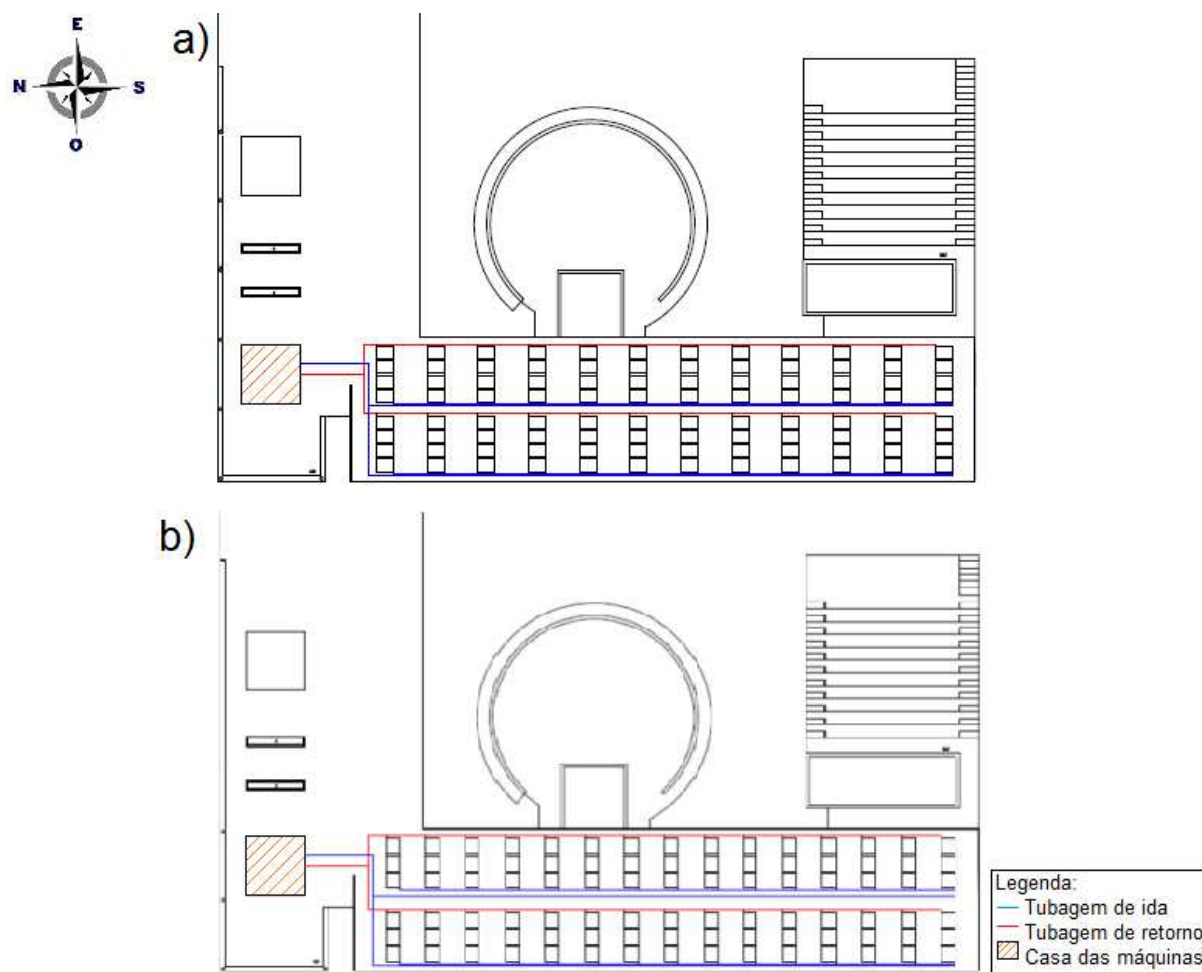 E
a)
N S
O
b)
Legenda:
Tubagem de ida
Tubagem de retorno
Casa das máquinas